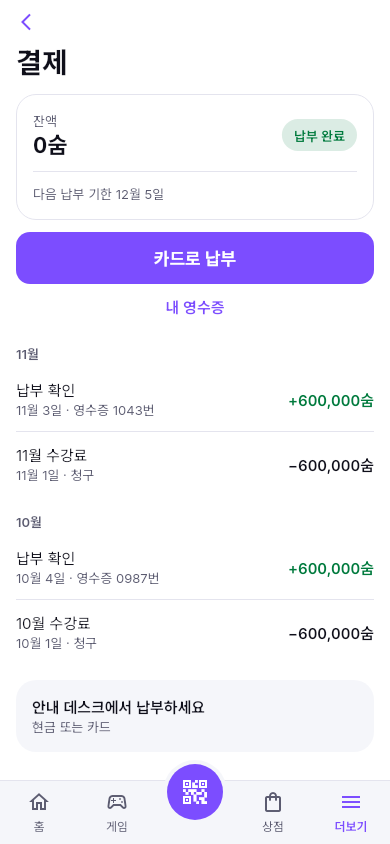 결제
잔액
0숨
납부 완료
다음 납부 기한 12월 5일
카드로 납부
내 영수증
11월
납부 확인
11월 3일 · 영수증 1043번
+600,000숨
11월 수강료
11월 1일 · 청구
−600,000숨
10월
납부 확인
10월 4일 · 영수증 0987번
+600,000숨
10월 수강료
10월 1일 · 청구
−600,000숨
안내 데스크에서 납부하세요
현금 또는 카드
홈
게임
상점
더보기